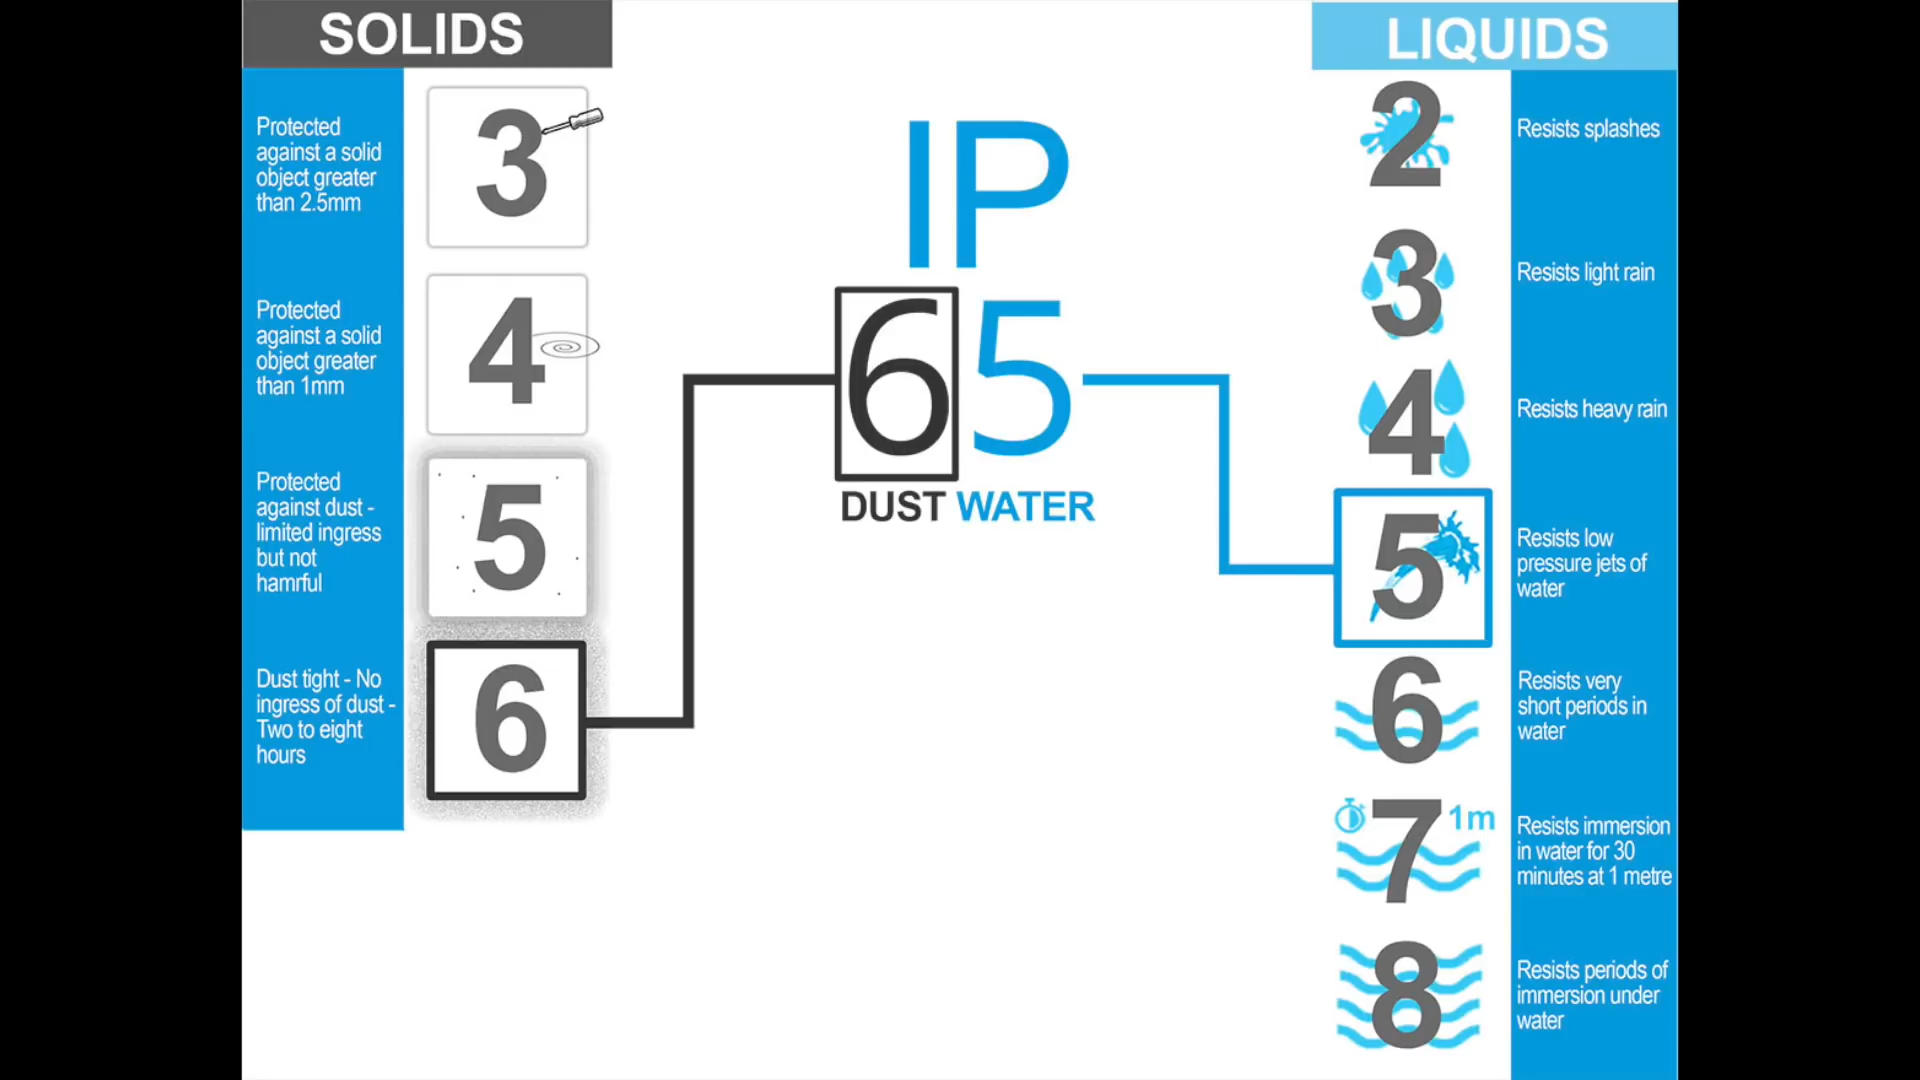 SOLIDS
Protected
against a solid
object greater
than 2.5mm
3
Protected
against a solid
object greater
than 1mm
4
Protected
against dust -
limited ingress
but not
hamrful
5
Dust tight - No
ingress of dust -
Two to eight
hours
6
IP
65
DUST WATER
LIQUIDS
2
Resists splashes
3
Resists light rain
4
Resists heavy rain
5
Resists low
pressure jets of
water
6
Resists very
short periods in
water
7 1m
Resists immersion
in water for 30
minutes at 1 metre
8
Resists periods of
immersion under
water